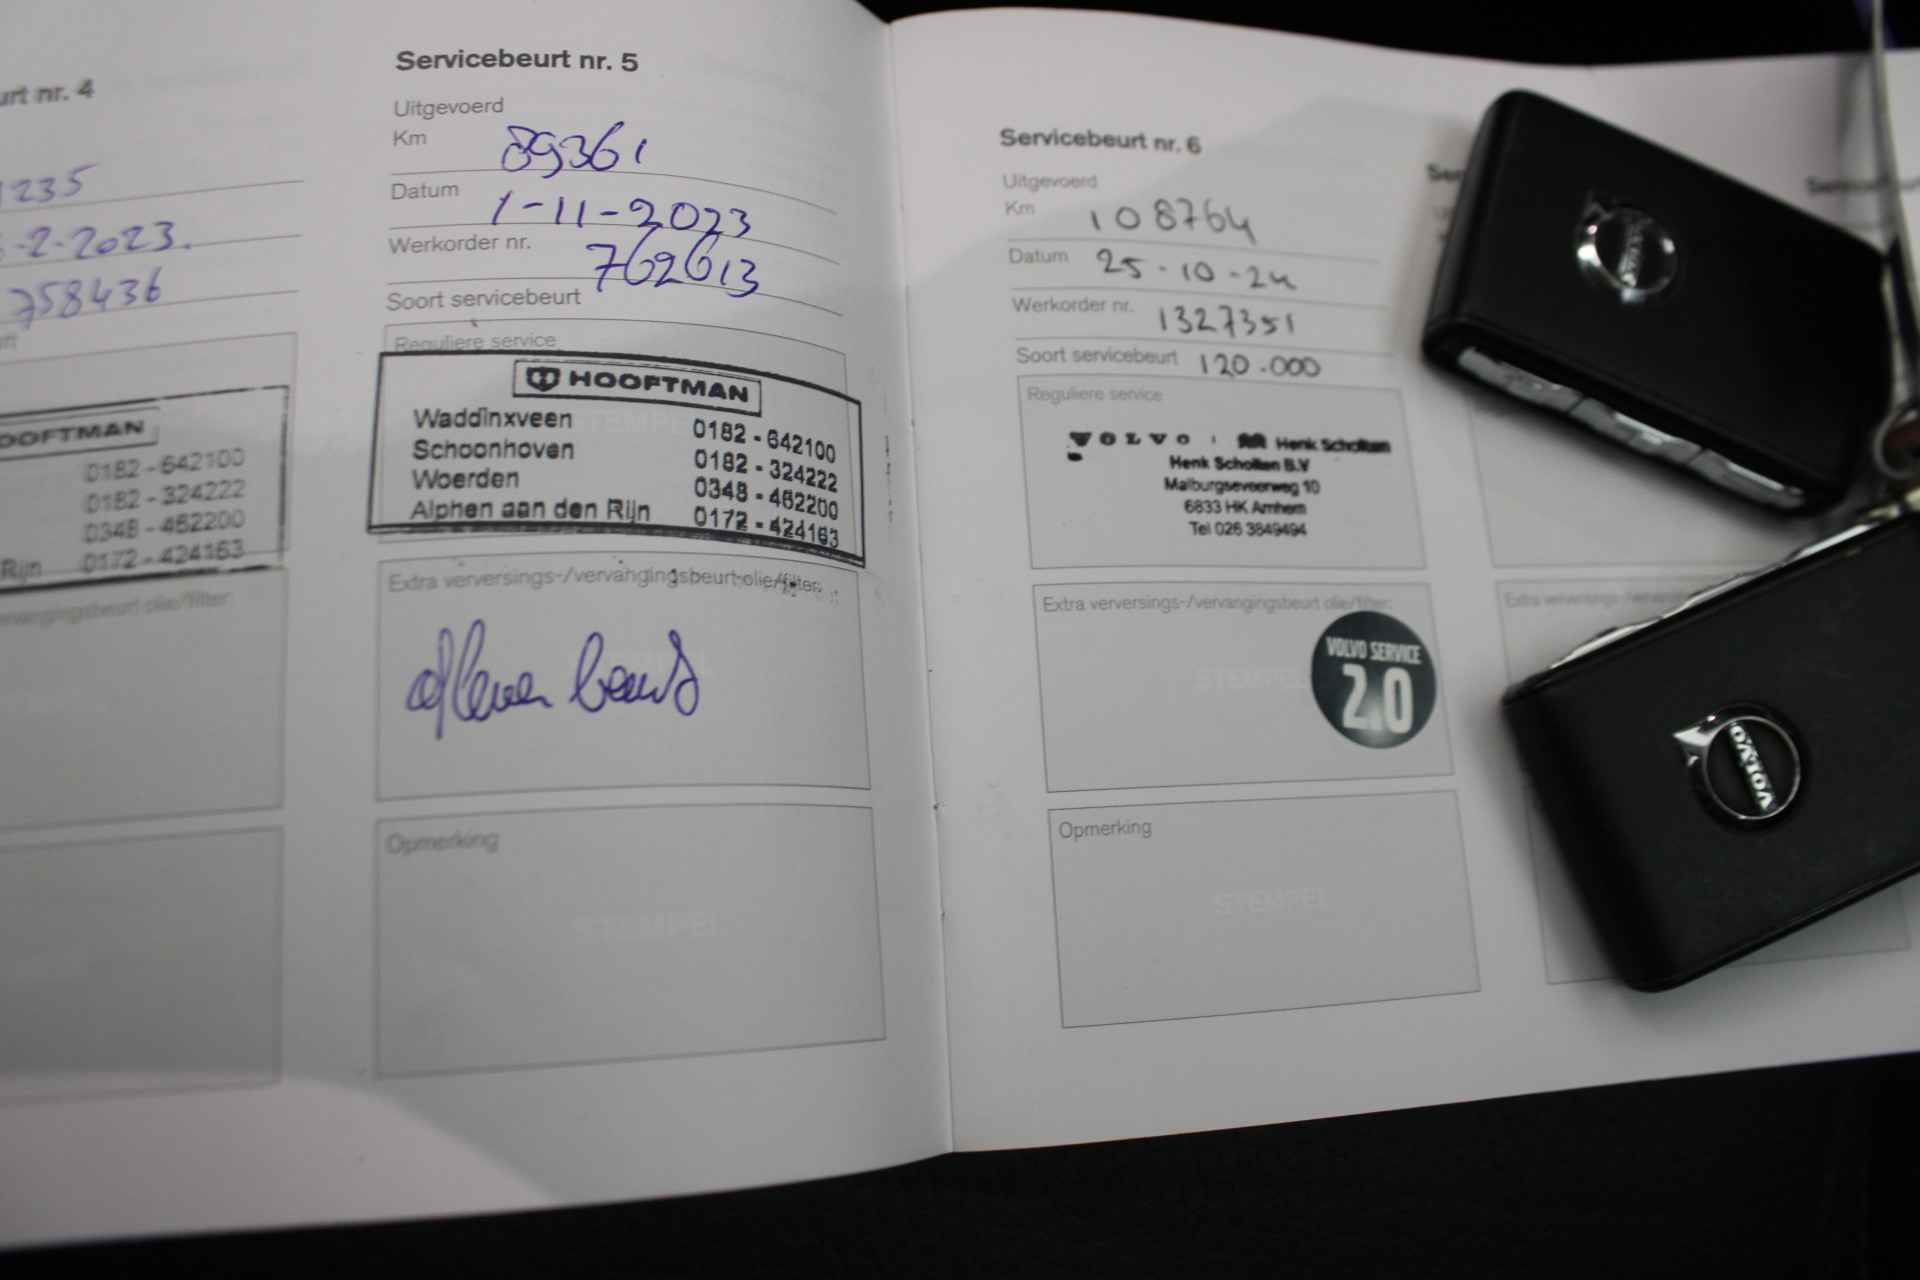 nr. 4
235
-2-2023.
758436
HOOFTMAN
0182 - 642100
0182 - 324222
0348 - 462200
Rijn 0172 - 424163
Servicebeurt nr. 5
Uitgevoerd
Km 89361
Datum 1-11-2023
Werkorder nr. 762613
Soort servicebeurt
Reguliere service
HOOFTMAN
Waddinxveen 0182 - 642100
Schoonhoven 0182 - 324222
Woerden 0348 - 462200
Alphen aan den Rijn 0172 - 424163
Extra verversings-/vervangingsbeurt olie/filter:
STEMPEL
Opmerking
STEMPEL
Servicebeurt nr. 6
Uitgevoerd
Km 108764
Datum 25-10-24
Werkorder nr. 1327351
Soort servicebeurt 120.000
Reguliere service
VOLVO Henk Scholten
Henk Scholten B.V
Malburgseveerweg 10
6833 HK Arnhem
Tel 026 3849494
Extra verversings-/vervangingsbeurt olie/filter:
STEMPEL
VOLVO SERVICE
2.0
Opmerking
STEMPEL
VOLVO
VOLVO